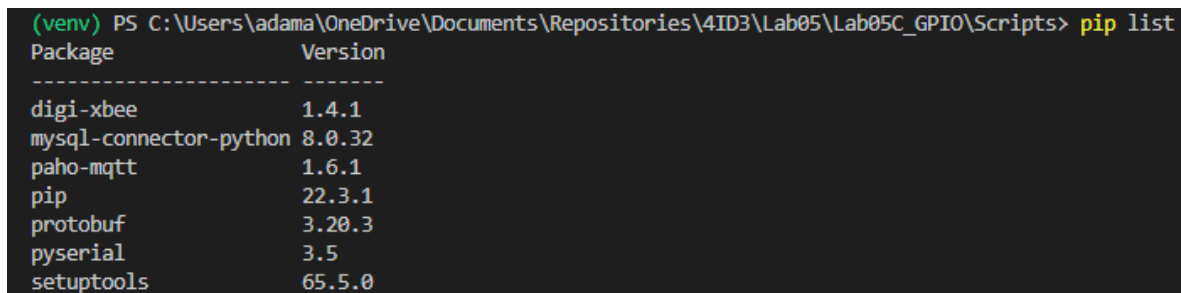 (venv) PS C:\Users\adama\OneDrive\Documents\Repositories\4ID3\Lab05\Lab05C_GPIO\Scripts> pip list
Package                Version
---------------------- -------
digi-xbee              1.4.1
mysql-connector-python 8.0.32
paho-mqtt              1.6.1
pip                    22.3.1
protobuf               3.20.3
pyserial               3.5
setuptools             65.5.0